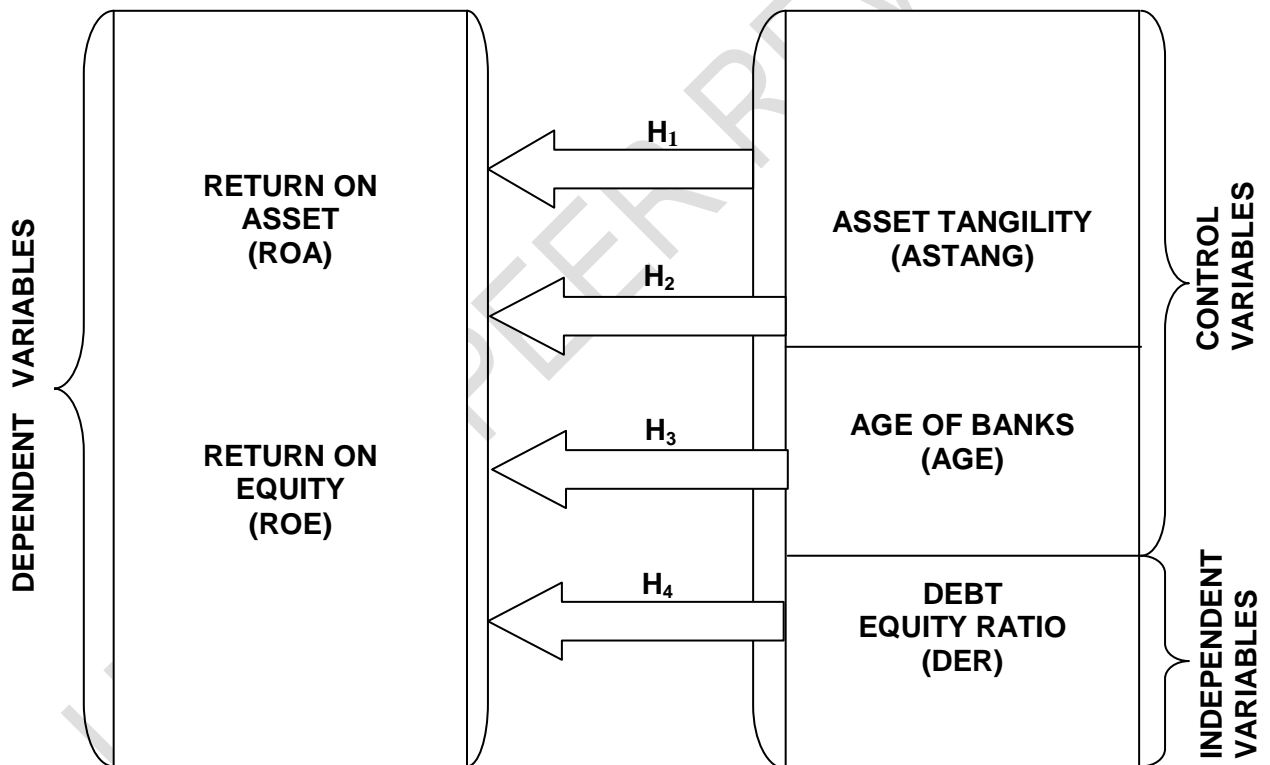 DEPENDENT VARIABLES
RETURN ON
ASSET
(ROA)
RETURN ON
EQUITY
(ROE)
H1
H2
H3
H4
ASSET TANGILITY
(ASTANG)
AGE OF BANKS
(AGE)
DEBT
EQUITY RATIO
(DER)
CONTROL
VARIABLES
INDEPENDENT
VARIABLES
PEER